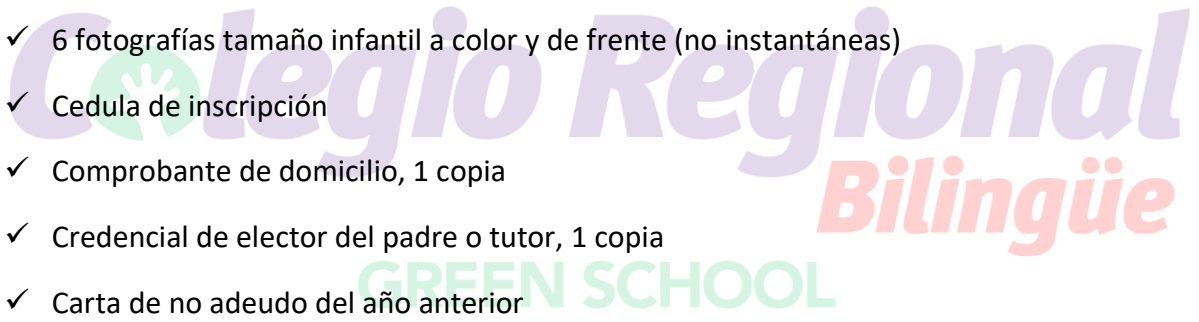 ✓ 6 fotografías tamaño infantil a color y de frente (no instantáneas)
Colegio Regional
✓ Cedula de inscripción
✓ Comprobante de domicilio, 1 copia
Bilingüe
✓ Credencial de elector del padre o tutor, 1 copia
GREEN SCHOOL
✓ Carta de no adeudo del año anterior